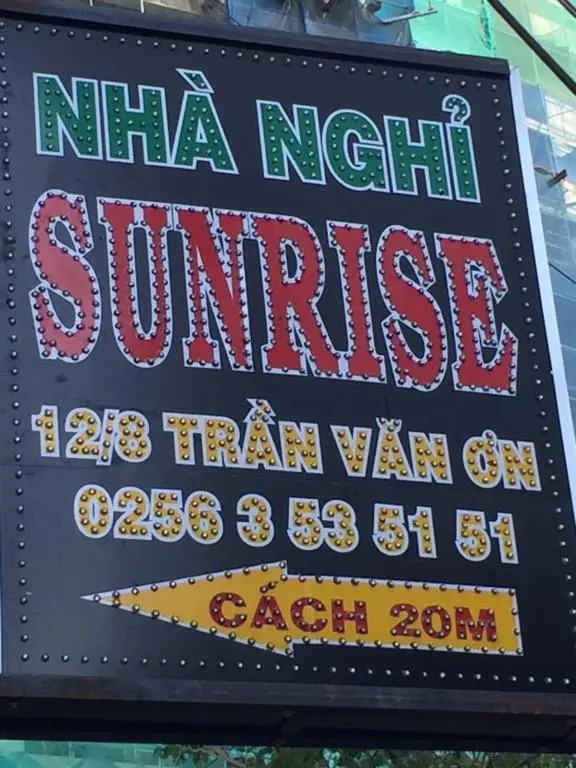 NHÀ NGHỈ
SUNRISE
12/8 TRẦN VĂN ƠN
0256 3 53 51 51
CÁCH 20M